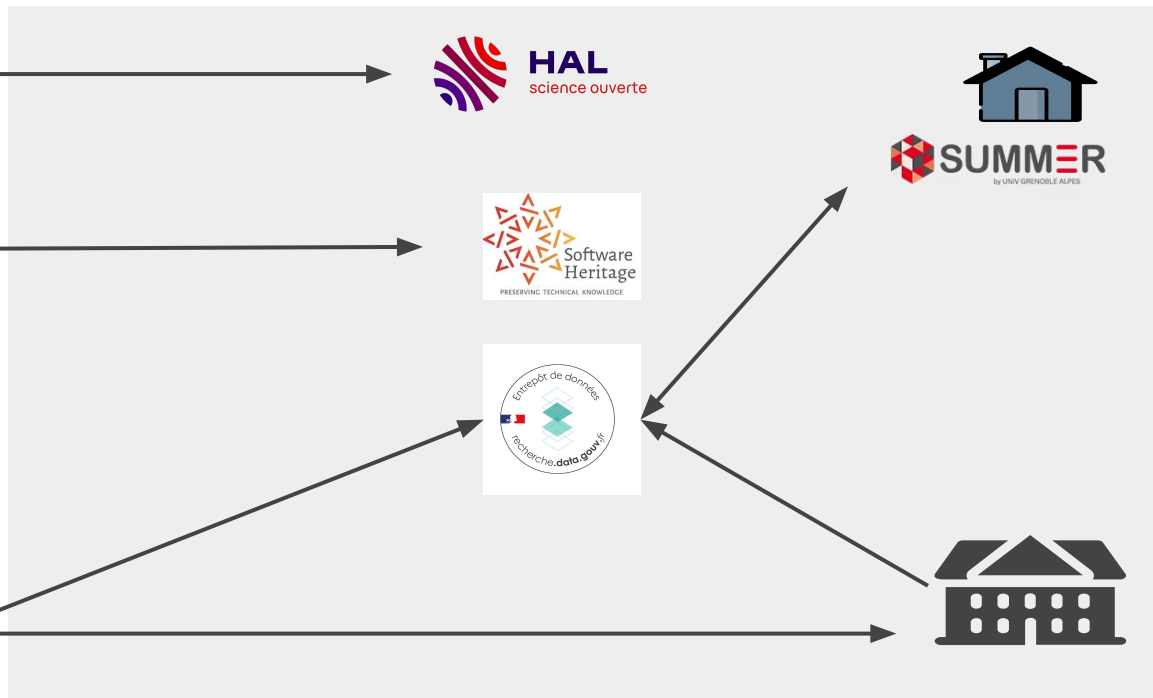 HAL
science ouverte
SUMMER
by UNIV GRENOBLE ALPES
Software
Heritage
PRESERVING TECHNICAL KNOWLEDGE
Entrepôt de données
recherche.data.gouv.fr